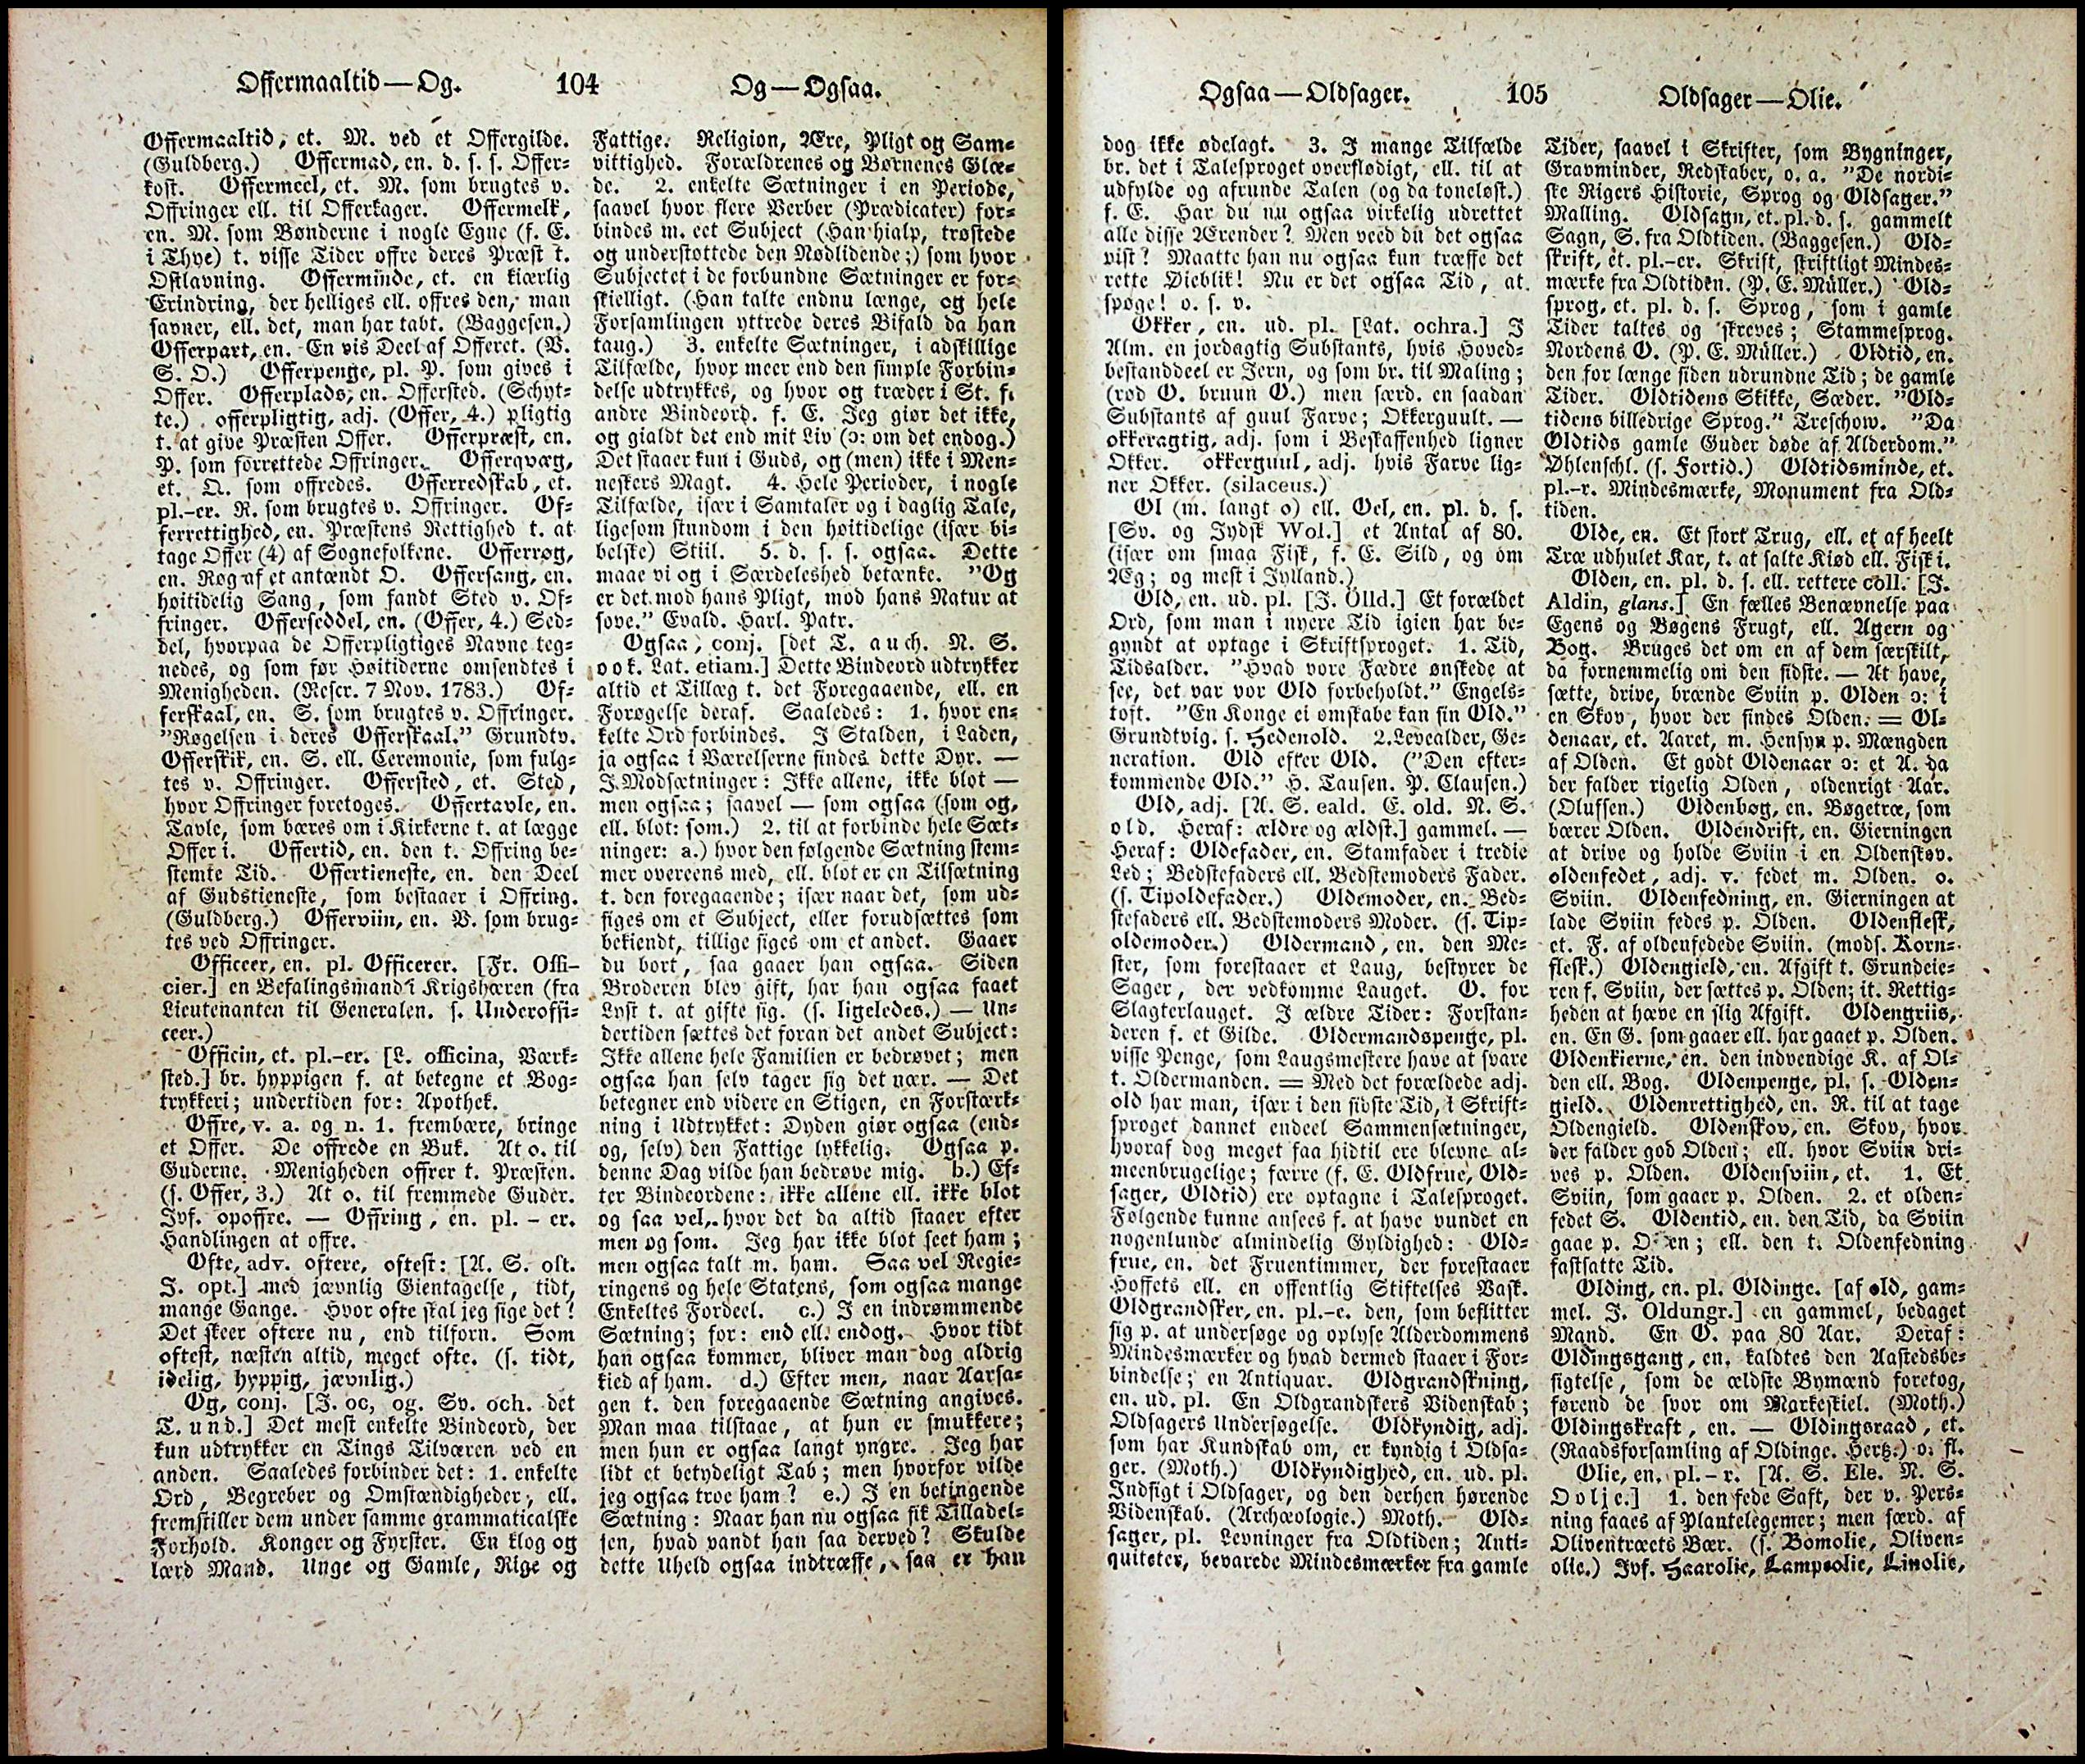 Offermaaltid — Og.
104
Og — Ogsaa.
Offermaaltid, et. M. ved et Offergilde.
(Guldberg.) Offermad, en. d. s. s. Offer=
kost. Offermeel, et. M. som brugtes v.
Offringer ell. til Offerkager. Offermelk,
en. M. som Bønderne i nogle Egne (f. E.
i Thye) t. visse Tider offre deres Præst t.
Ostlavning. Offerminde, et. en kiærlig
Erindring, der helliges ell. offres den, man
savner, ell. det, man har tabt. (Baggesen.)
Offerpart, en. En vis Deel af Offeret. (V.
S. O.) Offerpenge, pl. P. som gives i
Offer. Offerplads, en. Offersted. (Schyt=
te.) offerpligtig, adj. (Offer, 4.) pligtig
t. at give Præsten Offer. Offerpræst, en.
P. som forrettede Offringer. Offerqvæg,
et. Q. som offredes. Offerredskab, et.
pl.-er. R. som brugtes v. Offringer. Of=
ferrettighed, en. Præstens Rettighed t. at
tage Offer (4) af Sognefolkene. Offerrøg,
en. Røg af et antændt O. Offersang, en.
høitidelig Sang, som fandt Sted v. Of=
fringer. Offerseddel, en. (Offer, 4.) Sed=
del, hvorpaa de Offerpligtiges Navne teg=
nedes, og som før Høitiderne omsendtes i
Menigheden. (Rescr. 7 Nov. 1783.) Of=
ferskaal, en. S. som brugtes v. Offringer.
"Røgelsen i deres Offerskaal." Grundtv.
Offerskik, en. S. ell. Ceremonie, som fulg=
tes v. Offringer. Offersted, et. Sted,
hvor Offringer foretoges. Offertavle, en.
Tavle, som bæres om i Kirkerne t. at lægge
Offer i. Offertid, en. den t. Offring be=
stemte Tid. Offertieneste, en. den Deel
af Gudstieneste, som bestaaer i Offring.
(Guldberg.) Offerviin, en. V. som brug=
tes ved Offringer.
Officeer, en. pl. Officerer. [Fr. Offi-
cier.] en Befalingsmand i Krigshæren (fra
Lieutenanten til Generalen. s. Underoffi=
ceer.)
Officin, et. pl.-er. [L. officina, Værk=
sted.] br. hyppigen f. at betegne et Bog=
trykkeri; undertiden for: Apothek.
Offre, v. a. og n. 1. frembære, bringe
et Offer. De offrede en Buk. At o. til
Guderne. Menigheden offrer t. Præsten.
(s. Offer, 3.) At o. til fremmede Guder.
Jvf. opoffre. — Offring, en. pl. - er.
Handlingen at offre.
Ofte, adv. oftere, oftest: [A. S. oft.
I. opt.] med jævnlig Gientagelse, tidt,
mange Gange. Hvor ofte skal jeg sige det!
Det skeer oftere nu, end tilforn. Som
oftest, næsten altid, meget ofte. (s. tidt,
idelig, hyppig, jævnlig.)
Og, conj. [I. oc, og. Sv. och. det
T. und.] Det mest enkelte Bindeord, der
kun udtrykker en Tings Tilværen ved en
anden. Saaledes forbinder det: 1. enkelte
Ord, Begreber og Omstændigheder, ell.
fremstiller dem under samme grammaticalske
Forhold. Konger og Fyrster. En klog og
lærd Mand. Unge og Gamle, Rige og
Fattige. Religion, Ære, Pligt og Sam=
vittighed. Forældrenes og Børnenes Glæ=
de. 2. enkelte Sætninger i en Periode,
saavel hvor flere Verber (Prædicater) for=
bindes m. eet Subject (Han hialp, trøstede
og understøttede den Nødlidende;) som hvor
Subjectet i de forbundne Sætninger er for=
skielligt. (Han talte endnu længe, og hele
Forsamlingen yttrede deres Bifald da han
taug.) 3. enkelte Sætninger, i adskillige
Tilfælde, hvor meer end den simple Forbin=
delse udtrykkes, og hvor og træder i St. f.
andre Bindeord. f. E. Jeg giør det ikke,
og gialdt det end mit Liv (ɔ: om det endog.)
Det staaer kun i Guds, og (men) ikke i Men=
neskers Magt. 4. Hele Perioder, i nogle
Tilfælde, især i Samtaler og i daglig Tale,
ligesom stundom i den høitidelige (især bi=
belske) Stiil. 5. d. s. s. ogsaa. Dette
maae vi og i Særdeleshed betænke. "Og
er det mod hans Pligt, mod hans Natur at
sove." Evald. Harl. Patr.
Ogsaa, conj. [det T. auch. N. S.
ook. Lat. etiam.] Dette Bindeord udtrykker
altid et Tillæg t. det Foregaaende, ell. en
Forøgelse deraf. Saaledes: 1. hvor en=
kelte Ord forbindes. I Stalden, i Laden,
ja ogsaa i Værelserne findes dette Dyr. —
I Modsætninger: Ikke allene, ikke blot —
men ogsaa; saavel — som ogsaa (som og,
ell. blot: som.) 2. til at forbinde hele Sæt=
ninger: a.) hvor den følgende Sætning stem=
mer overeens med, ell. blot er en Tilsætning
t. den foregaaende; især naar det, som ud=
siges om et Subject, eller forudsættes som
bekiendt, tillige siges om et andet. Gaaer
du bort, saa gaaer han ogsaa. Siden
Broderen blev gift, har han ogsaa faaet
Lyst t. at gifte sig. (s. ligeledes.) — Un=
dertiden sættes det foran det andet Subject:
Ikke allene hele Familien er bedrøvet; men
ogsaa han selv tager sig det nær. — Det
betegner end videre en Stigen, en Forstærk=
ning i Udtrykket: Dyden giør ogsaa (end=
og, selv) den Fattige lykkelig. Ogsaa p.
denne Dag vilde han bedrøve mig. b.) Ef=
ter Bindeordene: ikke allene ell. ikke blot
og saa vel, hvor det da altid staaer efter
men og som. Jeg har ikke blot seet ham;
men ogsaa talt m. ham. Saa vel Regie=
ringens og hele Statens, som ogsaa mange
Enkeltes Fordeel. c.) I en indrømmende
Sætning; for: end ell. endog. Hvor tidt
han ogsaa kommer, bliver man dog aldrig
kied af ham. d.) Efter men, naar Aarsa=
gen t. den foregaaende Sætning angives.
Man maa tilstaae, at hun er smukkere;
men hun er ogsaa langt yngre. Jeg har
lidt et betydeligt Tab; men hvorfor vilde
jeg ogsaa troe ham? e.) I en betingende
Sætning: Naar han nu ogsaa fik Tilladel=
sen, hvad vandt han saa derved? Skulde
dette Uheld ogsaa indtræffe, saa er han
Ogsaa — Oldsager.
105
Oldsager — Olie.
dog ikke ødelagt. 3. I mange Tilfælde
br. det i Talesproget overflødigt, ell. til at
udfylde og afrunde Talen (og da toneløst.)
f. E. Har du nu ogsaa virkelig udrettet
alle disse Ærender? Men veed du det ogsaa
vist? Maatte han nu ogsaa kun træffe det
rette Øieblik! Nu er det ogsaa Tid, at
spøge! o. s. v.
Okker, en. ud. pl. [Lat. ochra.] I
Alm. en jordagtig Substants, hvis Hoved=
bestanddeel er Jern, og som br. til Maling;
(rød O. bruun O.) men særd. en saadan
Substants af guul Farve; Okkerguult. —
okkeragtig, adj. som i Beskaffenhed ligner
Okker. okkerguul, adj. hvis Farve lig=
ner Okker. (silaceus.)
Ol (m. langt o) ell. Oel, en. pl. d. s.
[Sv. og Jydsk Wol.] et Antal af 80.
(især om smaa Fisk, f. E. Sild, og om
Æg; og mest i Jylland.)
Old, en. ud. pl. [I. Ölld.] Et forældet
Ord, som man i nyere Tid igien har be=
gyndt at optage i Skriftsproget. 1. Tid,
Tidsalder. "Hvad vore Fædre ønskede at
see, det var vor Old forbeholdt." Engels=
toft. "En Konge ei omskabe kan sin Old."
Grundtvig. s. Hedenold. 2. Levealder, Ge=
neration. Old efter Old. ("Den efter=
kommende Old." H. Tausen. P. Clausen.)
Old, adj. [A. S. eald. E. old. N. S.
old. Heraf: ældre og ældst.] gammel. —
Heraf: Oldefader, en. Stamfader i tredie
Led; Bedstefaders ell. Bedstemoders Fader.
(s. Tipoldefader.) Oldemoder, en. Bed=
stefaders ell. Bedstemoders Moder. (s. Tip=
oldemoder.) Oldermand, en. den Me=
ster, som forestaaer et Laug, bestyrer de
Sager, der vedkomme Lauget. O. for
Slagterlauget. I ældre Tider: Forstan=
deren f. et Gilde. Oldermandspenge, pl.
visse Penge, som Laugsmestere have at svare
t. Oldermanden. = Med det forældede adj.
old har man, især i den sidste Tid, i Skrift=
sproget dannet endeel Sammensætninger,
hvoraf dog meget faa hidtil ere blevne al=
meenbrugelige; færre (f. E. Oldfrue, Old=
sager, Oldtid) ere optagne i Talesproget.
Følgende kunne ansees f. at have vundet en
nogenlunde almindelig Gyldighed: Old=
frue, en. det Fruentimmer, der forestaaer
Hoffets ell. en offentlig Stiftelses Vask.
Oldgrandsker, en. pl.-e. den, som beflitter
sig p. at undersøge og oplyse Alderdommens
Mindesmærker og hvad dermed staaer i For=
bindelse; en Antiquar. Oldgrandskning,
en. ud. pl. En Oldgrandskers Videnskab;
Oldsagers Undersøgelse. Oldkyndig, adj.
som har Kundskab om, er kyndig i Oldsa=
ger. (Moth.) Oldkyndighed, en. ud. pl.
Indsigt i Oldsager, og den derhen hørende
Videnskab. (Archæologie.) Moth. Old=
sager, pl. Levninger fra Oldtiden; Anti=
quiteter, bevarede Mindesmærker fra gamle
Tider, saavel i Skrifter, som Bygninger,
Gravminder, Redskaber, o. a. "De nordi=
ske Rigers Historie, Sprog og Oldsager."
Malling. Oldsagn, et. pl. d. s. gammelt
Sagn, S. fra Oldtiden. (Baggesen.) Old=
skrift, et. pl.-er. Skrift, skriftligt Mindes=
mærke fra Oldtiden. (P. E. Müller.) Old=
sprog, et. pl. d. s. Sprog, som i gamle
Tider taltes og skreves; Stammesprog.
Nordens O. (P. E. Müller.) Oldtid, en.
den for længe siden udrundne Tid; de gamle
Tider. Oldtidens Skikke, Sæder. "Old=
tidens billedrige Sprog." Treschow. "Da
Oldtids gamle Guder døde af Alderdom."
Øhlenschl. (s. Fortid.) Oldtidsminde, et.
pl.-r. Mindesmærke, Monument fra Old=
tiden.
Olde, en. Et stort Trug, ell. et af heelt
Træ udhulet Kar, t. at salte Kiød ell. Fisk i.
Olden, en. pl. d. s. ell. rettere coll. [I.
Aldin, glans.] En fælles Benævnelse paa
Egens og Bøgens Frugt, ell. Agern og
Bog. Bruges det om en af dem særskilt,
da fornemmelig om den sidste. — At have,
sætte, drive, brænde Sviin p. Olden ɔ: i
en Skov, hvor der findes Olden. = Ol=
denaar, et. Aaret, m. Hensyn p. Mængden
af Olden. Et godt Oldenaar ɔ: et A. da
der falder rigelig Olden, oldenrigt Aar.
(Olufsen.) Oldenbøg, en. Bøgetræ, som
bærer Olden. Oldendrift, en. Gierningen
at drive og holde Sviin i en Oldenskov.
oldenfedet, adj. v. fedet m. Olden. o.
Sviin. Oldenfedning, en. Gierningen at
lade Sviin fedes p. Olden. Oldenflesk,
et. F. af oldenfedede Sviin. (mods. Korn=
flesk.) Oldengield, en. Afgift t. Grundeie=
ren f. Sviin, der sættes p. Olden; it. Rettig=
heden at hæve en slig Afgift. Oldengriis,
en. En G. som gaaer ell. har gaaet p. Olden.
Oldenkierne, en. den indvendige K. af Ol=
den ell. Bog. Oldenpenge, pl. s. Olden=
gield. Oldenrettighed, en. R. til at tage
Oldengield. Oldenskov, en. Skov, hvor
der falder god Olden; ell. hvor Sviin dri=
ves p. Olden. Oldensviin, et. 1. Et
Sviin, som gaaer p. Olden. 2. et olden=
fedet S. Oldentid, en. den Tid, da Sviin
gaae p. Olden; ell. den t. Oldenfedning
fastsatte Tid.
Olding, en. pl. Oldinge. [af old, gam=
mel. I. Oldungr.] en gammel, bedaget
Mand. En O. paa 80 Aar. Deraf:
Oldingsgang, en. kaldtes den Aastedsbe=
sigtelse, som de ældste Bymænd foretog,
førend de svor om Markeskiel. (Moth.)
Oldingskraft, en. — Oldingsraad, et.
(Raadsforsamling af Oldinge. Hertz.) o. fl.
Olie, en. pl. - r. [A. S. Ele. N. S.
Oolje.] 1. den fede Saft, der v. Pers=
ning faaes af Plantelegemer; men særd. af
Oliventræets Bær. (s. Bomolie, Oliven=
olie.) Jvf. Haarolie, Lampeolie, Linolie,